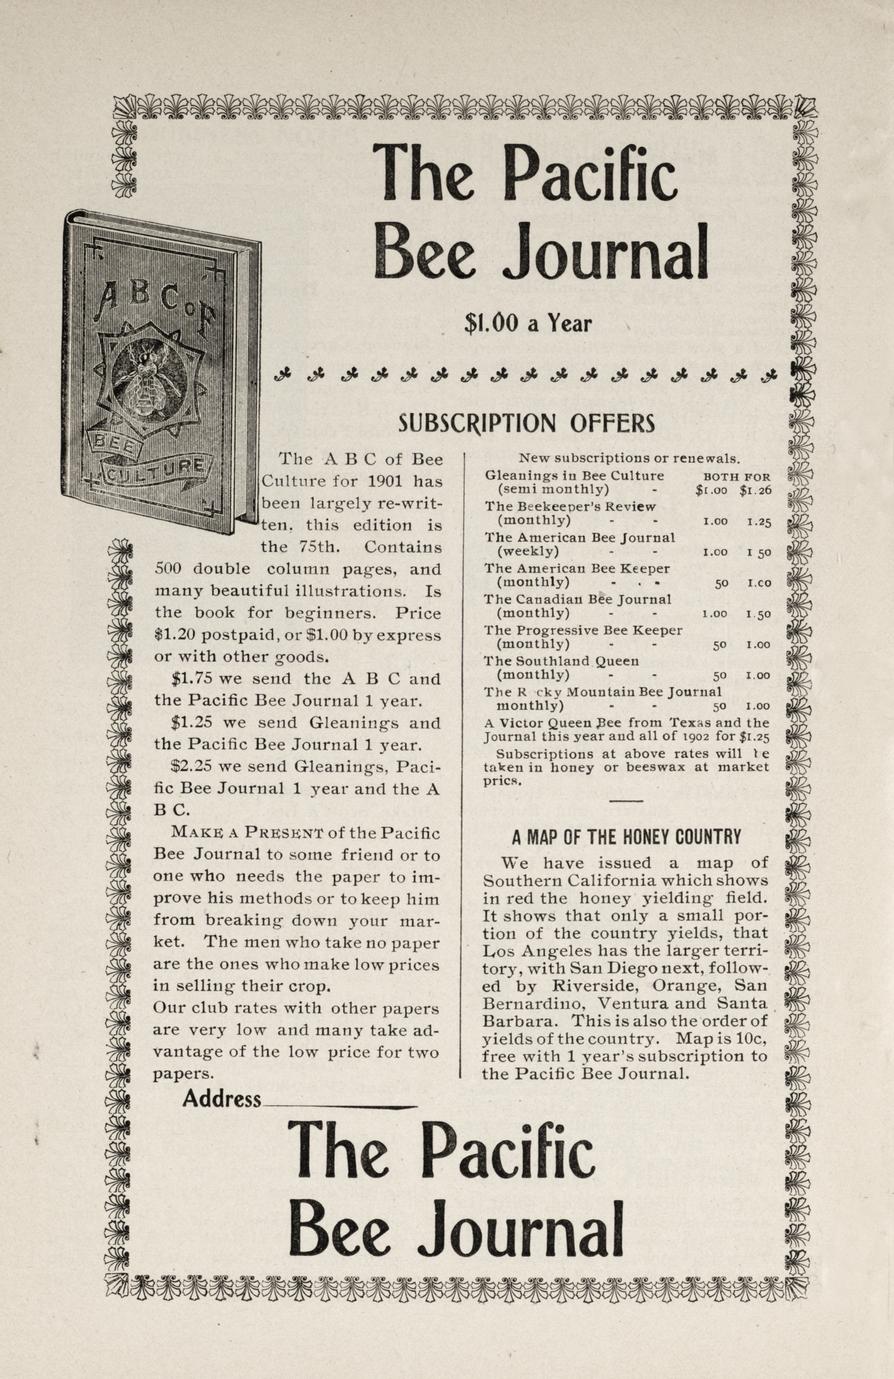 The Pacific
Bee Journal
$1.00 a Year
A B C OF
BEE
CULTURE
SUBSCRIPTION OFFERS
The A B C of Bee
Culture for 1901 has
been largely re-writ-
ten, this edition is
the 75th. Contains
500 double column pages, and
many beautiful illustrations. Is
the book for beginners. Price
$1.20 postpaid, or $1.00 by express
or with other goods.
$1.75 we send the A B C and
the Pacific Bee Journal 1 year.
$1.25 we send Gleanings and
the Pacific Bee Journal 1 year.
$2.25 we send Gleanings, Paci-
fic Bee Journal 1 year and the A
B C.
MAKE A PRESENT of the Pacific
Bee Journal to some friend or to
one who needs the paper to im-
prove his methods or to keep him
from breaking down your mar-
ket. The men who take no paper
are the ones who make low prices
in selling their crop.
Our club rates with other papers
are very low and many take ad-
vantage of the low price for two
papers.
New subscriptions or renewals.
Gleanings in Bee Culture BOTH FOR
(semi monthly) - $1.00 $1.26
The Beekeeper's Review
(monthly) - - 1.00 1.25
The American Bee Journal
(weekly) - - 1.00 1 50
The American Bee Keeper
(monthly) - . - 50 1.co
The Canadian Bee Journal
(monthly) - - 1.00 1.50
The Progressive Bee Keeper
(monthly) - - 50 1.00
The Southland Queen
(monthly) - - 50 1.00
The R cky Mountain Bee Journal
monthly) - - 50 1.00
A Victor Queen Bee from Texas and the
Journal this year and all of 1902 for $1.25
Subscriptions at above rates will be
taken in honey or beeswax at market
prics.
A MAP OF THE HONEY COUNTRY
We have issued a map of
Southern California which shows
in red the honey yielding field.
It shows that only a small por-
tion of the country yields, that
Los Angeles has the larger terri-
tory, with San Diego next, follow-
ed by Riverside, Orange, San
Bernardino, Ventura and Santa
Barbara. This is also the order of
yields of the country. Map is 10c,
free with 1 year's subscription to
the Pacific Bee Journal.
Address
The Pacific
Bee Journal